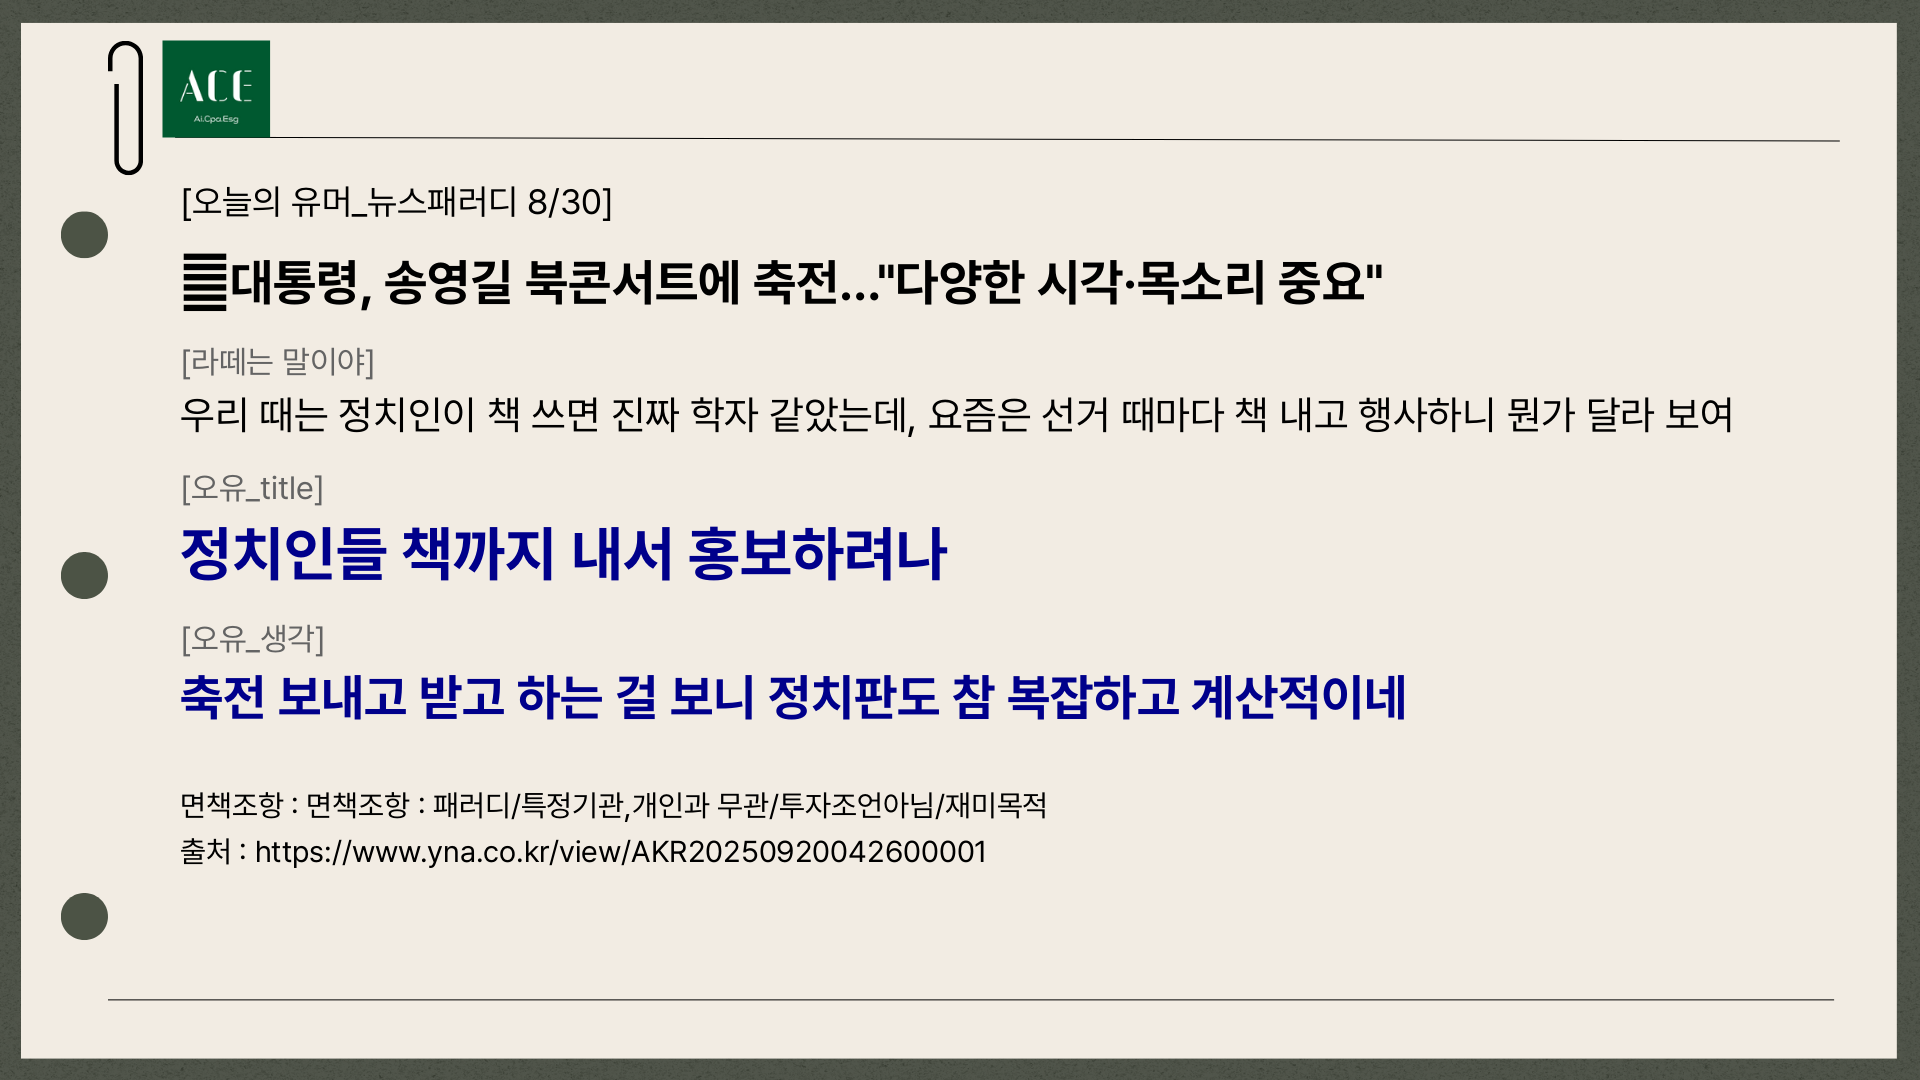 ACE
Ai.Cpa.Esg
[오늘의 유머_뉴스패러디 8/30]
대통령, 송영길 북콘서트에 축전..."다양한 시각·목소리 중요"
[라떼는 말이야]
우리 때는 정치인이 책 쓰면 진짜 학자 같았는데, 요즘은 선거 때마다 책 내고 행사하니 뭔가 달라 보여
[오유_title]
정치인들 책까지 내서 홍보하려나
[오유_생각]
축전 보내고 받고 하는 걸 보니 정치판도 참 복잡하고 계산적이네
면책조항 : 면책조항 : 패러디/특정기관,개인과 무관/투자조언아님/재미목적
출처 : https://www.yna.co.kr/view/AKR20250920042600001